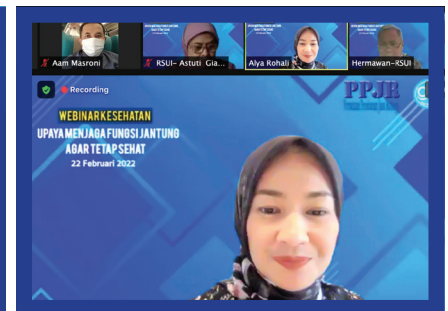 Aam Masroni
RSUI- Astuti Gia...
Alya Rohali
Hermawan-RSUI
Recording
PPJB
WEBINAR KESEHATAN
UPAYA MENJAGA FUNGSI JANTUNG
AGAR TETAP SEHAT
22 Februari 2022